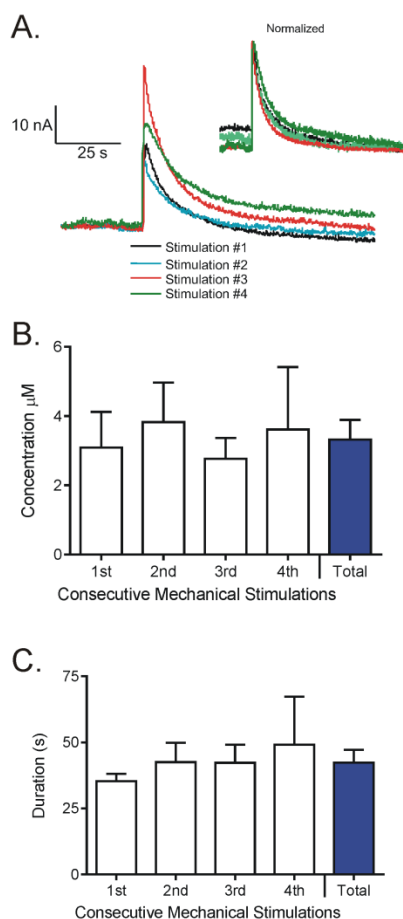 A.
Normalized
10 nA
25 s
Stimulation #1
Stimulation #2
Stimulation #3
Stimulation #4
B.
Concentration μM
6
4
2
0
1st 2nd 3rd 4th Total
Consecutive Mechanical Stimulations
C.
Duration (s)
75
50
25
0
1st 2nd 3rd 4th Total
Consecutive Mechanical Stimulations